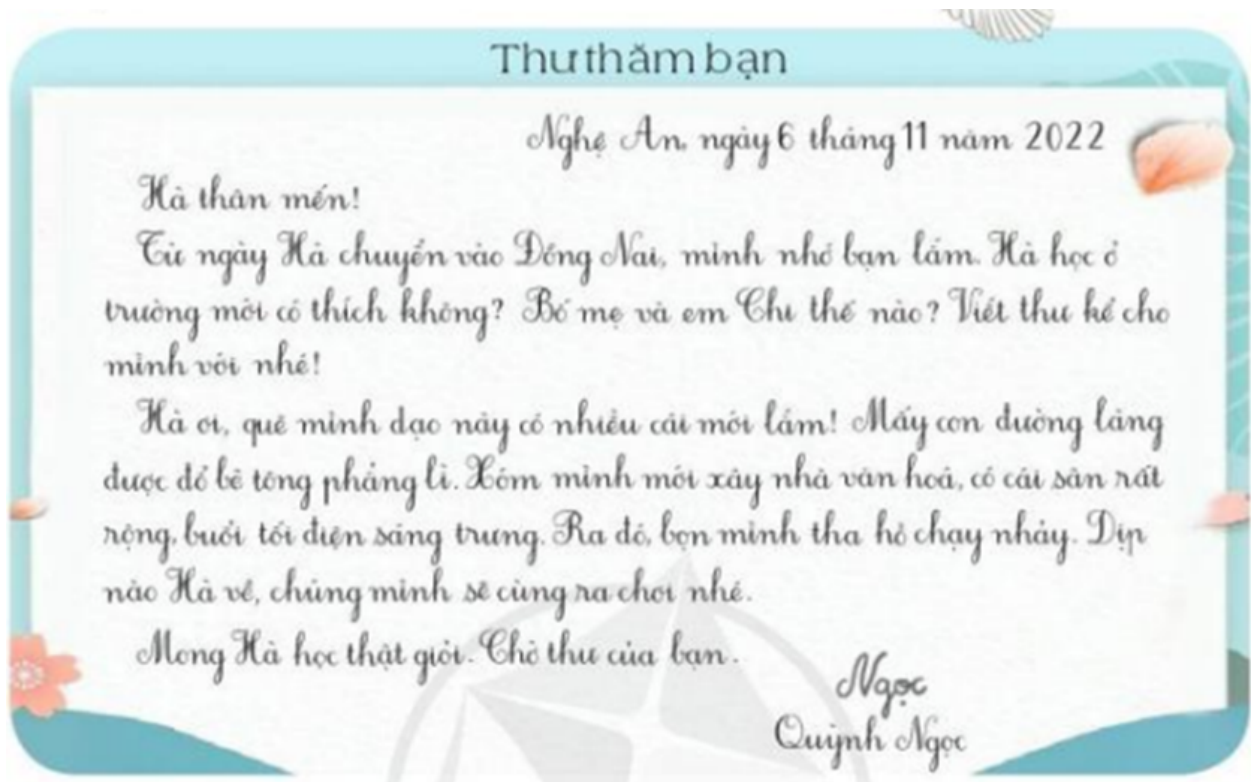 Thư thăm bạn
Nghệ An, ngày 6 tháng 11 năm 2022
Hà thân mến!
Từ ngày Hà chuyển vào Đồng Nai, mình nhớ bạn lắm. Hà học ở
trường mới có thích không? Bố mẹ và em Chi thế nào? Viết thư kể cho
mình với nhé!
Hà ơi, quê mình dạo này có nhiều cái mới lắm! Mấy con đường làng
được đổ bê tông phẳng lì. Xóm mình mới xây nhà văn hoá, có cái sân rất
rộng, buổi tối điện sáng trưng. Ra đó, bọn mình tha hồ chạy nhảy. Dịp
nào Hà về, chúng mình sẽ cùng ra chơi nhé.
Mong Hà học thật giỏi. Chờ thư của bạn.
Ngọc
Quỳnh Ngọc